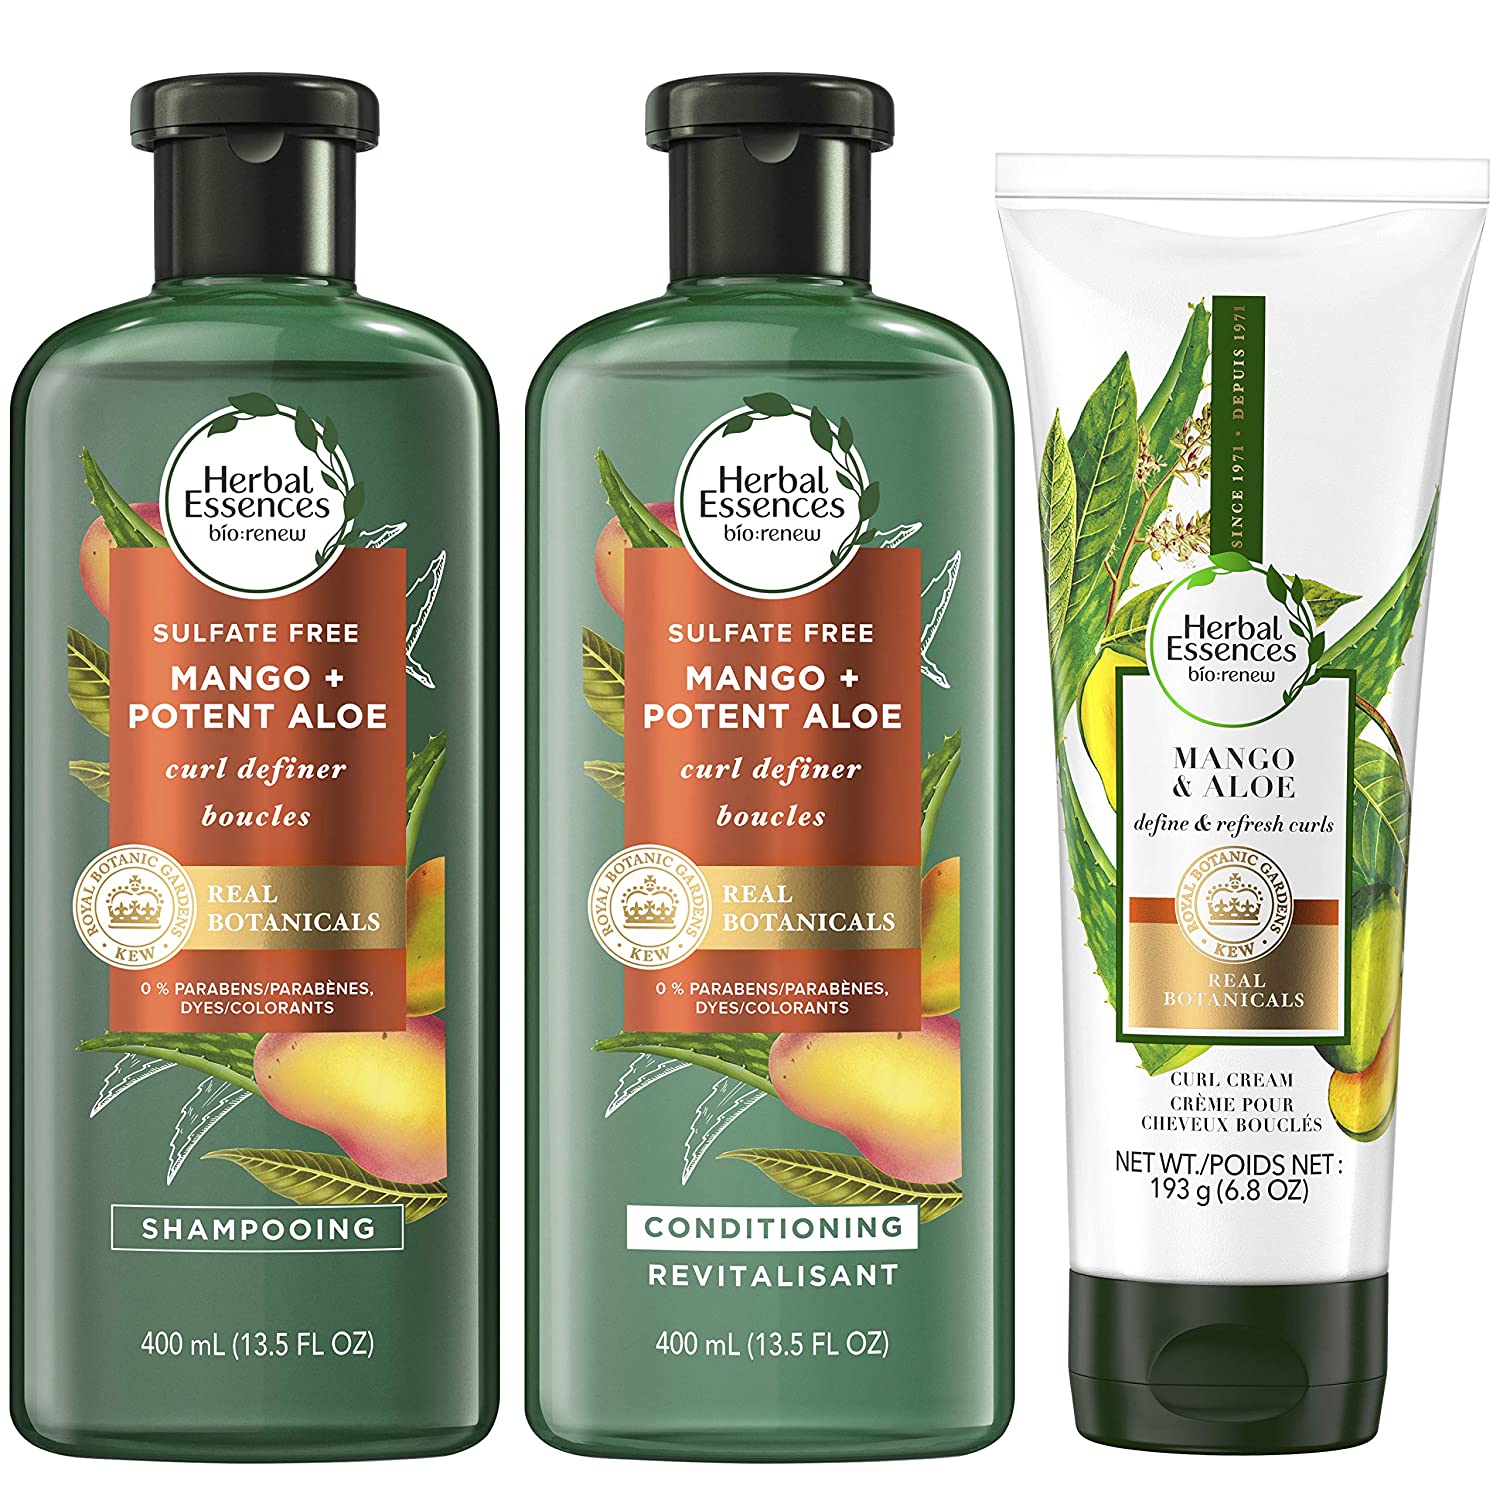 Herbal
Essences
bío:renew
SULFATE FREE
MANGO +
POTENT ALOE
curl definer
boucles
ROYAL BOTANIC GARDENS
· KEW ·
REAL
BOTANICALS
0 % PARABENS/PARABÈNES,
DYES/COLORANTS
SHAMPOOING
400 mL (13.5 FL OZ)
Herbal
Essences
bío:renew
SULFATE FREE
MANGO +
POTENT ALOE
curl definer
boucles
ROYAL BOTANIC GARDENS
· KEW ·
REAL
BOTANICALS
0 % PARABENS/PARABÈNES,
DYES/COLORANTS
CONDITIONING
REVITALISANT
400 mL (13.5 FL OZ)
SINCE 1971 · DEPUIS 1971
Herbal
Essences
bío:renew
MANGO
& ALOE
define & refresh curls
ROYAL BOTANIC GARDENS
· KEW ·
REAL
BOTANICALS
CURL CREAM
CRÈME POUR
CHEVEUX BOUCLÉS
NET WT./POIDS NET :
193 g (6.8 OZ)